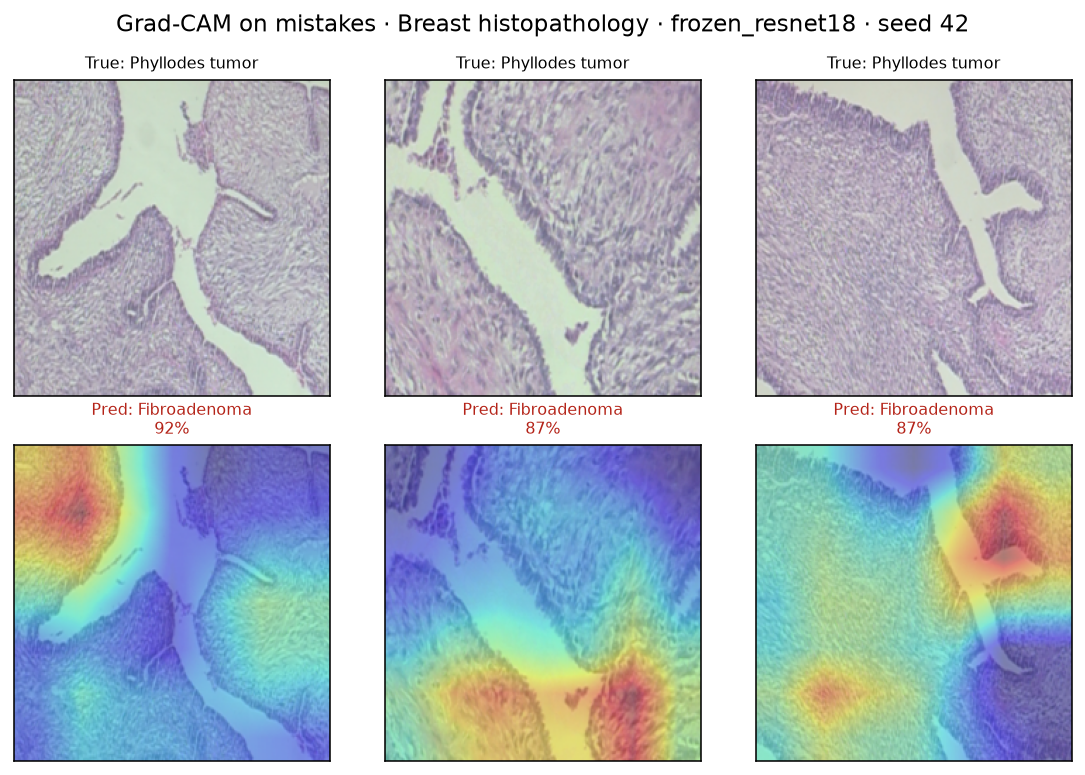 Grad-CAM on mistakes · Breast histopathology · frozen_resnet18 · seed 42
True: Phyllodes tumor
True: Phyllodes tumor
True: Phyllodes tumor
Pred: Fibroadenoma
92%
Pred: Fibroadenoma
87%
Pred: Fibroadenoma
87%